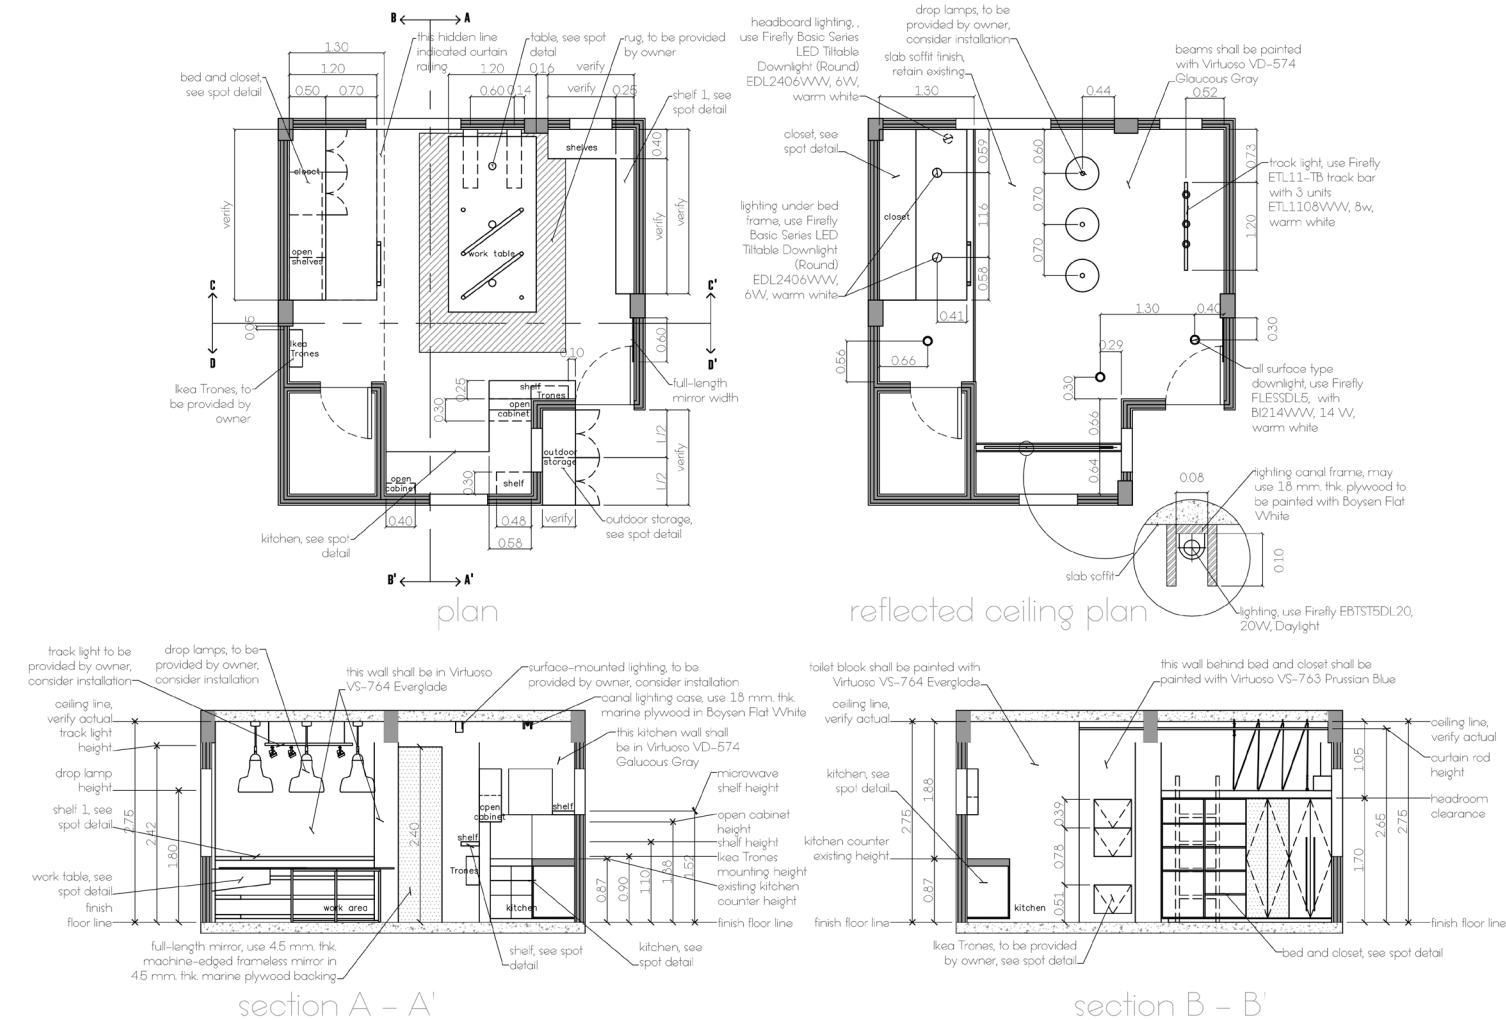 B
A
this hidden line
indicated curtain
railing
table, see spot
detal
rug, to be provided
by owner
1.30
1.20
1.20
0.16
verify
bed and closet,
see spot detail
0.50
0.70
0.60
0.14
verify
0.25
shelf 1, see
spot detail
shelves
0.40
closet
verify
verify
verify
open
shelves
work table
C
D
C'
D'
0.05
Ikea
Trones
0.60
0.10
Ikea Trones, to
be provided by
owner
0.25
0.30
shelf
Trones
open
cabinet
full-length
mirror width
L/2
L/2
verify
outdoor
storage
open
cabinet
0.30
shelf
0.40
0.48
0.58
verify
outdoor storage,
see spot detail
kitchen, see spot
detail
B'
A'
plan
headboard lighting, ,
use Firefly Basic Series
LED Tiltable
Downlight (Round)
EDL2406WW, 6W,
warm white
drop lamps, to be
provided by owner,
consider installation
slab soffit finish,
retain existing
beams shall be painted
with Virtuoso VD-574
Glaucous Gray
1.30
0.44
0.52
closet, see
spot detail
0.59
0.60
0.73
track light, use Firefly
ETL11-TB track bar
with 3 units
ETL1108WW, 8w,
warm white
lighting under bed
frame, use Firefly
Basic Series LED
Tiltable Downlight
(Round)
EDL2406WW,
6W, warm white
closet
1.16
0.70
0.70
1.20
0.58
0.41
1.30
0.40
0.30
0.56
0.66
0.29
0.30
all surface type
downlight, use Firefly
FLESSDL5, with
BI214WW, 14 W,
warm white
0.66
0.64
lighting canal frame, may
use 18 mm. thk. plywood to
be painted with Boysen Flat
White
0.08
0.10
slab soffit
lighting, use Firefly EBTST5DL20,
20W, Daylight
reflected ceiling plan
track light to be
provided by owner,
consider installation
drop lamps, to be
provided by owner,
consider installation
this wall shall be in Virtuoso
VS-764 Everglade
surface-mounted lighting, to be
provided by owner, consider installation
canal lighting case, use 18 mm. thk.
marine plywood in Boysen Flat White
this kitchen wall shall
be in Virtuoso VD-574
Galucous Gray
ceiling line,
verify actual
track light
height
drop lamp
height
shelf 1, see
spot detail
work table, see
spot detail
finish
floor line
2.75
2.42
1.80
2.40
work area
open
cabinet
shelf
shelf
Trones
kitchen
microwave
shelf height
open cabinet
height
shelf height
Ikea Trones
mounting height
existing kitchen
counter height
finish floor line
0.87
0.90
1.10
1.38
1.52
full-length mirror, use 4.5 mm. thk.
machine-edged frameless mirror in
4.5 mm. thk. marine plywood backing
shelf, see spot
detail
kitchen, see
spot detail
section A - A'
toilet block shall be painted with
Virtuoso VS-764 Everglade
this wall behind bed and closet shall be
painted with Virtuoso VS-763 Prussian Blue
ceiling line,
verify actual
kitchen, see
spot detail
kitchen counter
existing height
finish floor line
2.75
1.88
0.87
0.39
0.78
0.51
kitchen
1.05
1.70
2.65
2.75
ceiling line,
verify actual
curtain rod
height
headroom
clearance
finish floor line
Ikea Trones, to be provided
by owner, see spot detail
bed and closet, see spot detail
section B - B'